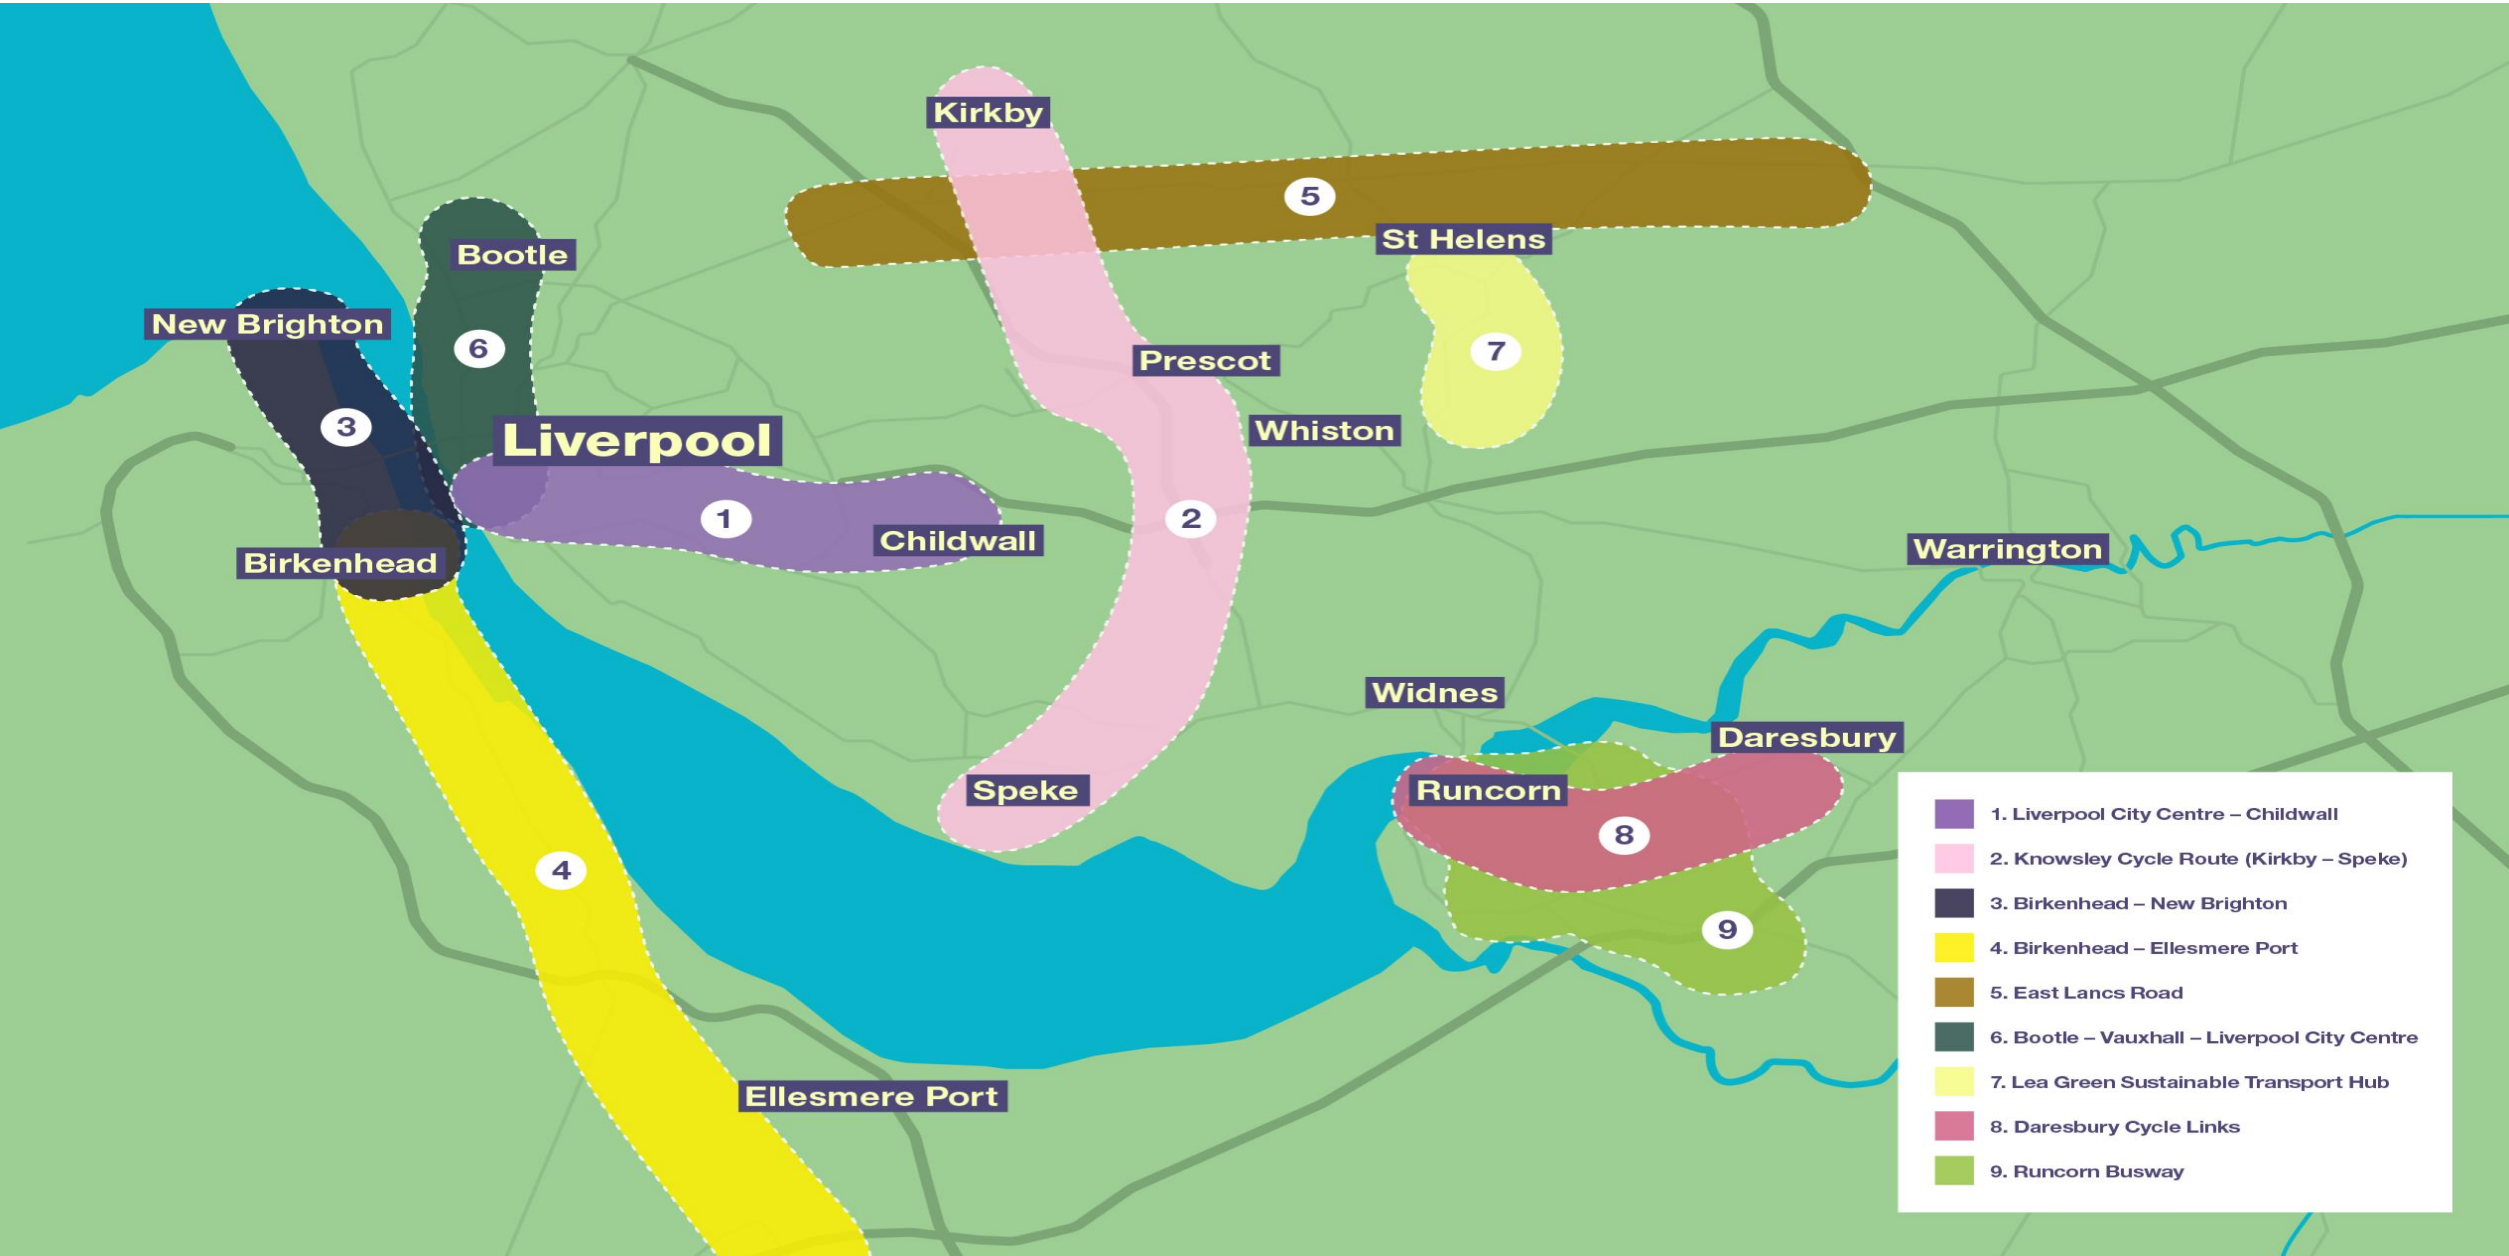 Kirkby
5
St Helens
Bootle
New Brighton
6
7
Prescot
3
Liverpool
Whiston
1
2
Childwall
Birkenhead
Warrington
Widnes
Daresbury
Speke
Runcorn
8
4
9
Ellesmere Port
1. Liverpool City Centre – Childwall
2. Knowsley Cycle Route (Kirkby – Speke)
3. Birkenhead – New Brighton
4. Birkenhead – Ellesmere Port
5. East Lancs Road
6. Bootle – Vauxhall – Liverpool City Centre
7. Lea Green Sustainable Transport Hub
8. Daresbury Cycle Links
9. Runcorn Busway